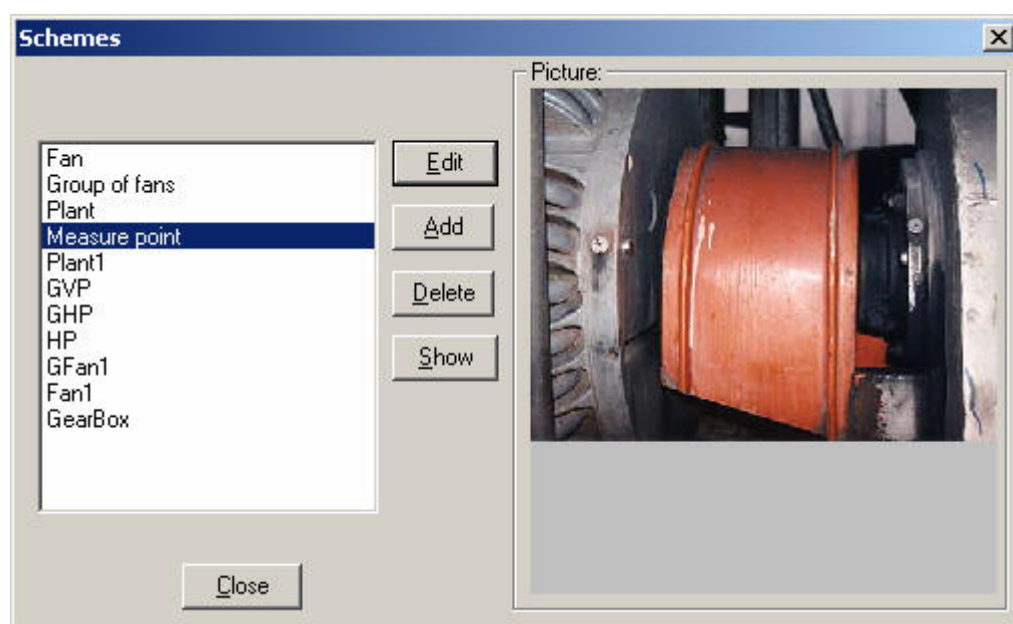 Schemes
Picture:
Fan
Group of fans
Plant
Measure point
Plant1
GVP
GHP
HP
GFan1
Fan1
GearBox
Edit
Add
Delete
Show
Close